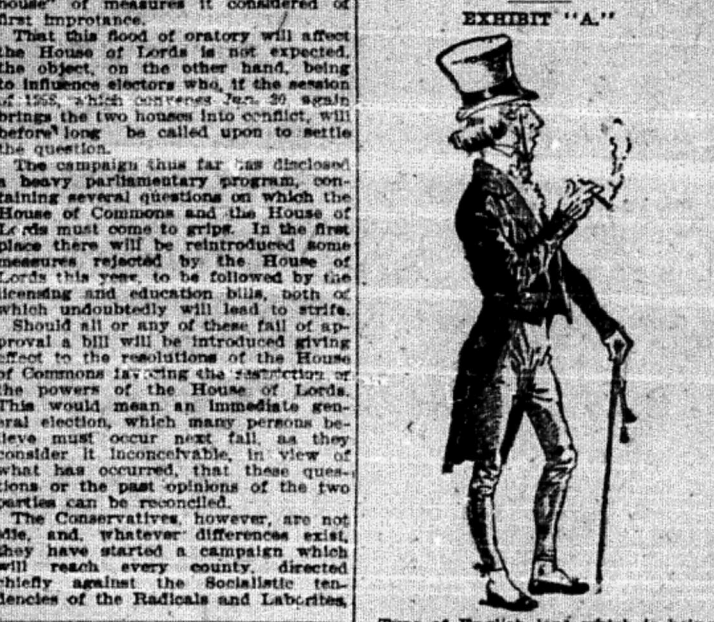 house" of measures it considered of
first improtance.
That this flood of oratory will affect
the House of Lords is not expected,
the object, on the other hand, being
to influence electors who, if the session
of which convenes Jan. again
brings the two houses into conflict, will
before long be called upon to settle
the question.
The campaign thus far has disclosed
a heavy parliamentary program, con-
taining several questions on which the
House of Commons and the House of
Lords must come to grips. In the first
place there will be reintroduced some
measures rejected by the House of
Lords this year, to be followed by the
licensing and education bills, both of
which undoubtedly will lead to strife.
Should all or any of these fail of ap-
proval a bill will be introduced giving
effect to the resolutions of the House
of Commons favoring the restriction of
the powers of the House of Lords.
This would mean an immediate gen-
eral election, which many persons be-
lieve must occur next fall, as they
consider it inconceivable, in view of
what has occurred, that these ques-
tions or the past opinions of the two
parties can be reconciled.
The Conservatives, however, are not
idle, and, whatever differences exist,
they have started a campaign which
will reach every county, directed
chiefly against the Socialistic ten-
dencies of the Radicals and Laborites,
EXHIBIT "A."